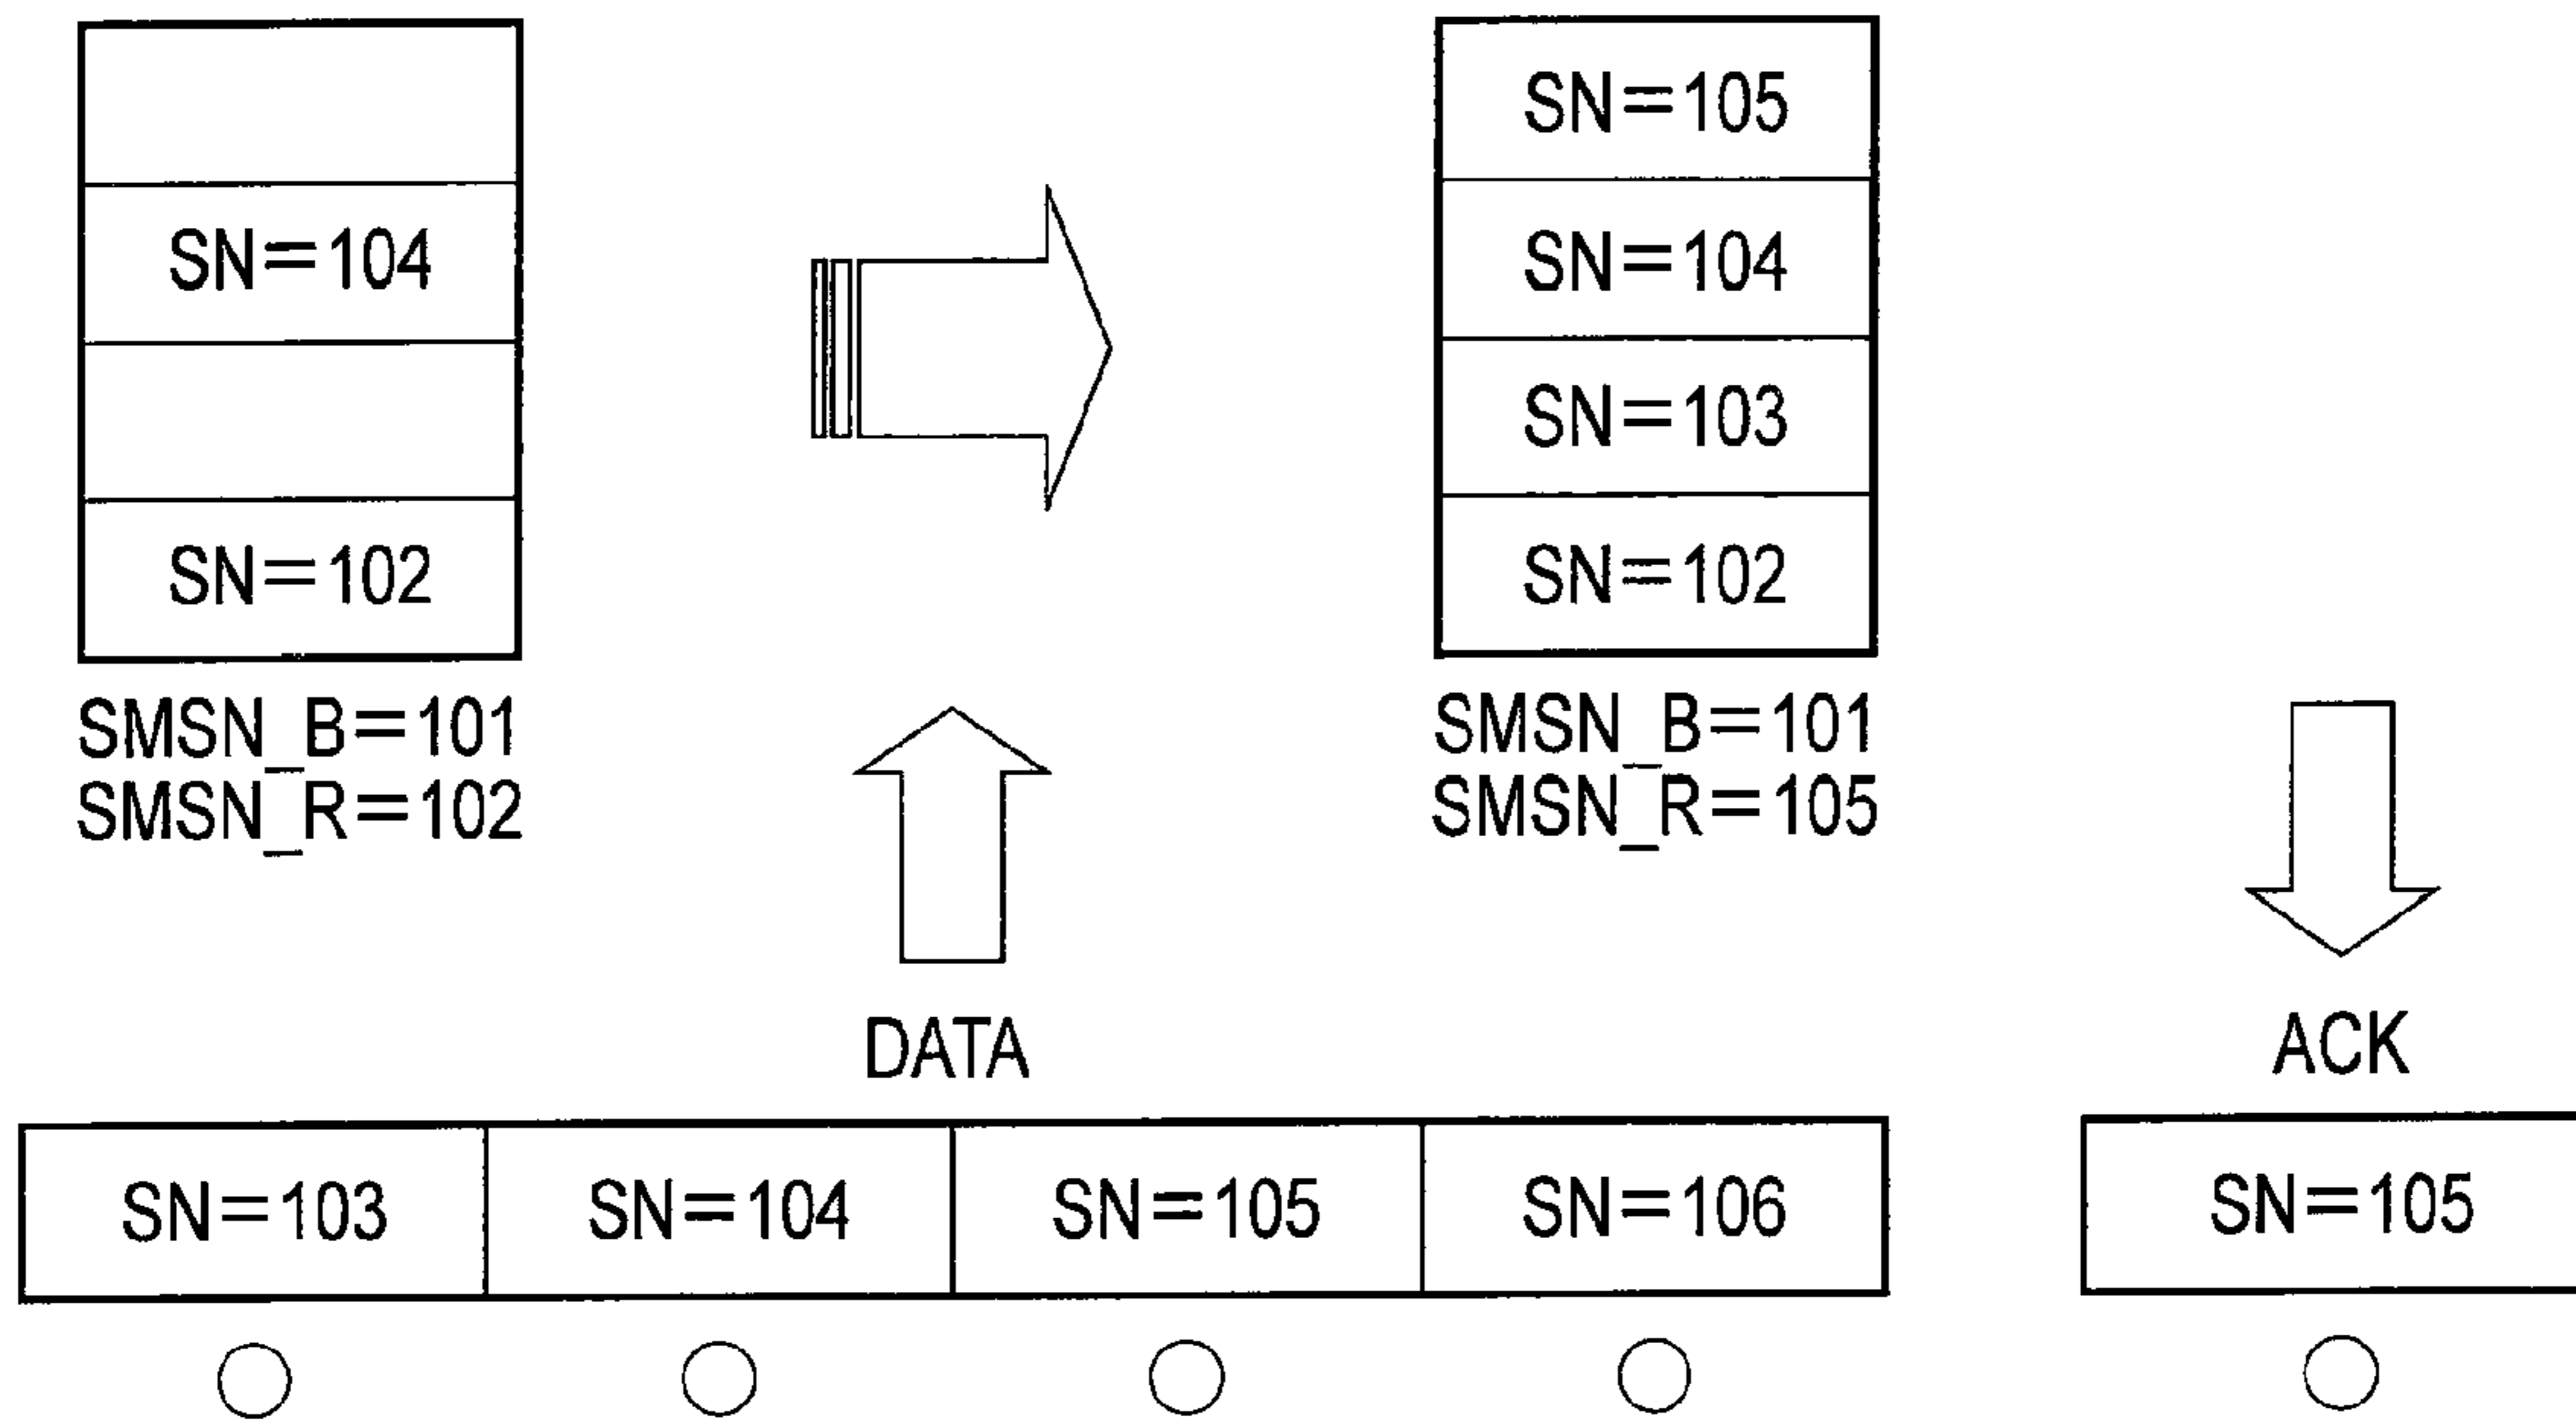 SN=104
SN=102
SMSN_B=101
SMSN_R=102
SN=105
SN=104
SN=103
SN=102
SMSN_B=101
SMSN_R=105
DATA
SN=103 SN=104 SN=105 SN=106
ACK
SN=105